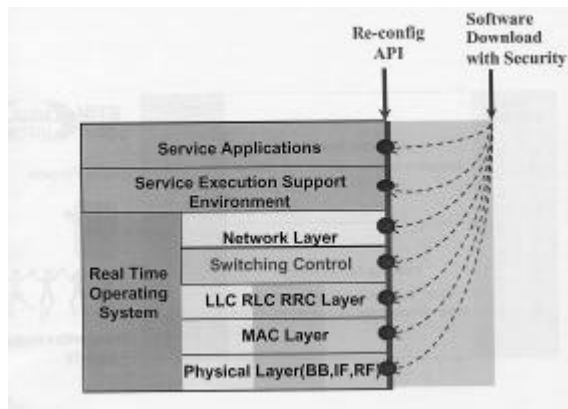 Re-config
API
Software
Download
with Security
Service Applications
Service Execution Support
Environment
Real Time
Operating
System
Network Layer
Switching Control
LLC RLC RRC Layer
MAC Layer
Physical Layer(BB,IF,RF)